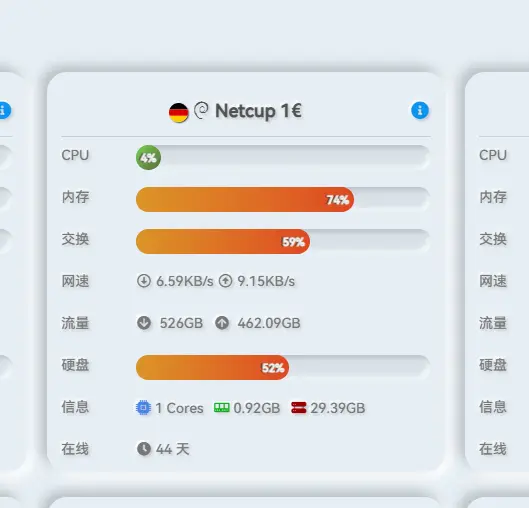 Netcup 1€
CPU 4%
内存 74%
交换 59%
网速 6.59KB/s 9.15KB/s
流量 526GB 462.09GB
硬盘 52%
信息 1 Cores 0.92GB 29.39GB
在线 44 天
CPU
内存
交换
网速
流量
硬盘
信息
在线